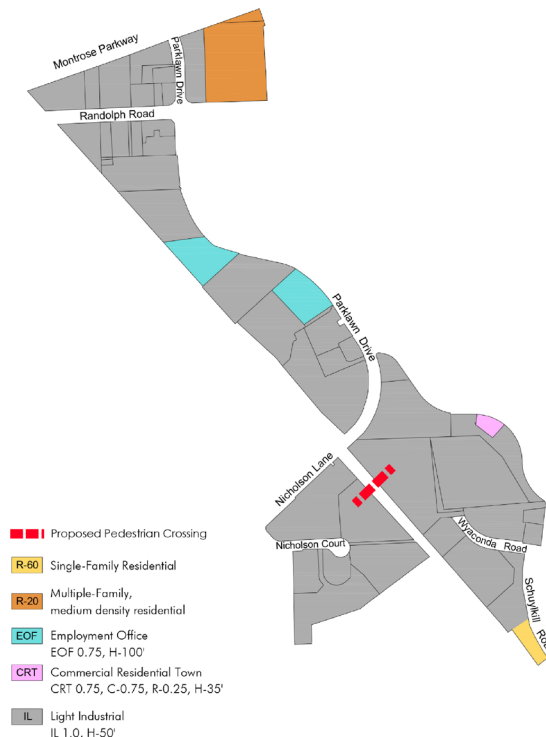 Montrose Parkway
Parklawn Drive
Randolph Road
Parklawn Drive
Nicholson Lane
Nicholson Court
Wyaconda Road
Schuylkill
Proposed Pedestrian Crossing
R-60 Single-Family Residential
R-20 Multiple-Family,
medium density residential
EOF Employment Office
EOF 0.75, H-100'
CRT Commercial Residential Town
CRT 0.75, C-0.75, R-0.25, H-35'
IL Light Industrial
IL 1.0, H-50'